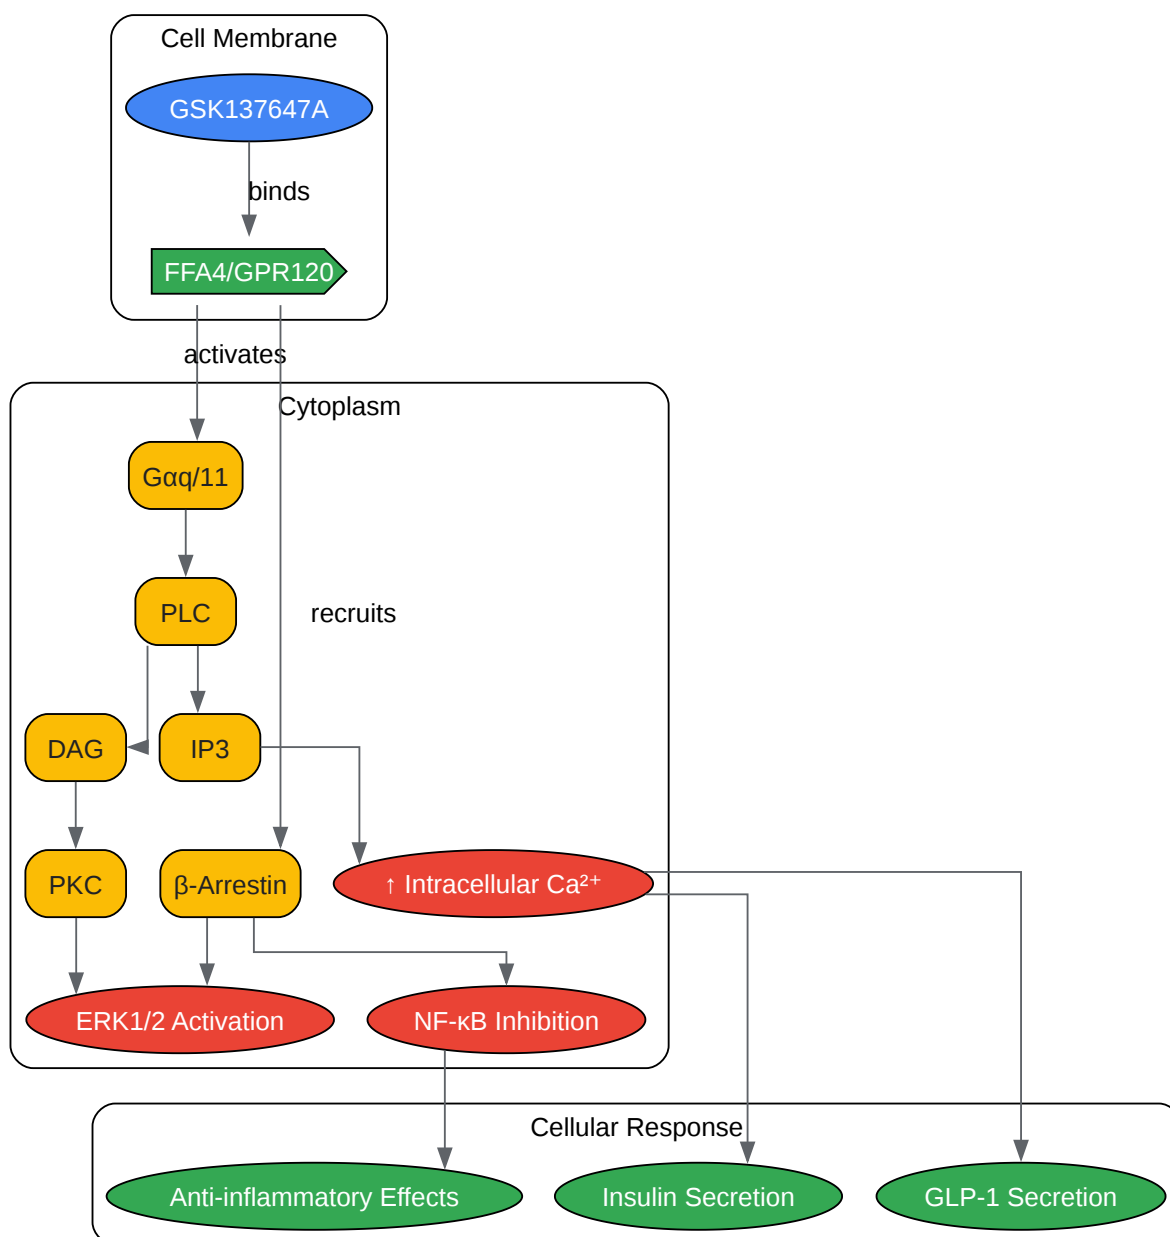 Cell Membrane
GSK137647A
binds
FFA4/GPR120
activates
Cytoplasm
Gαq/11
PLC
recruits
DAG
IP3
PKC
β-Arrestin
↑ Intracellular Ca²⁺
ERK1/2 Activation
NF-κB Inhibition
Cellular Response
Anti-inflammatory Effects
Insulin Secretion
GLP-1 Secretion